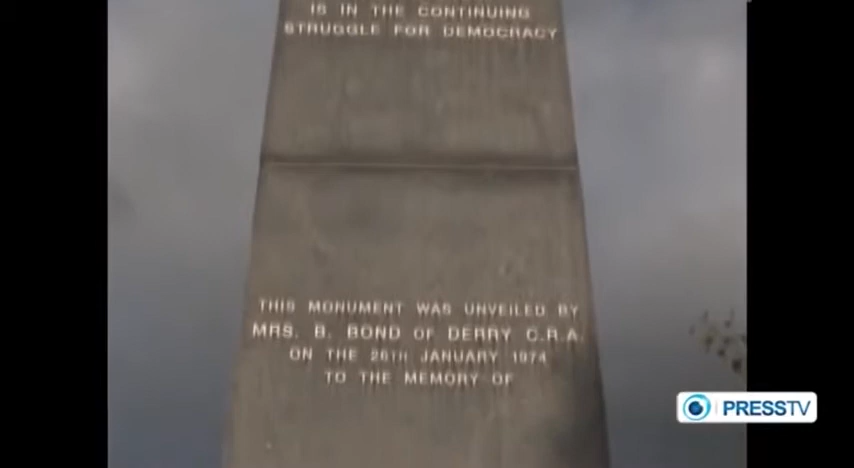 IS IN THE CONTINUING
STRUGGLE FOR DEMOCRACY
THIS MONUMENT WAS UNVEILED BY
MRS. B. BOND OF DERRY C.R.A.
ON THE 26TH JANUARY 1974
TO THE MEMORY OF
PRESSTV